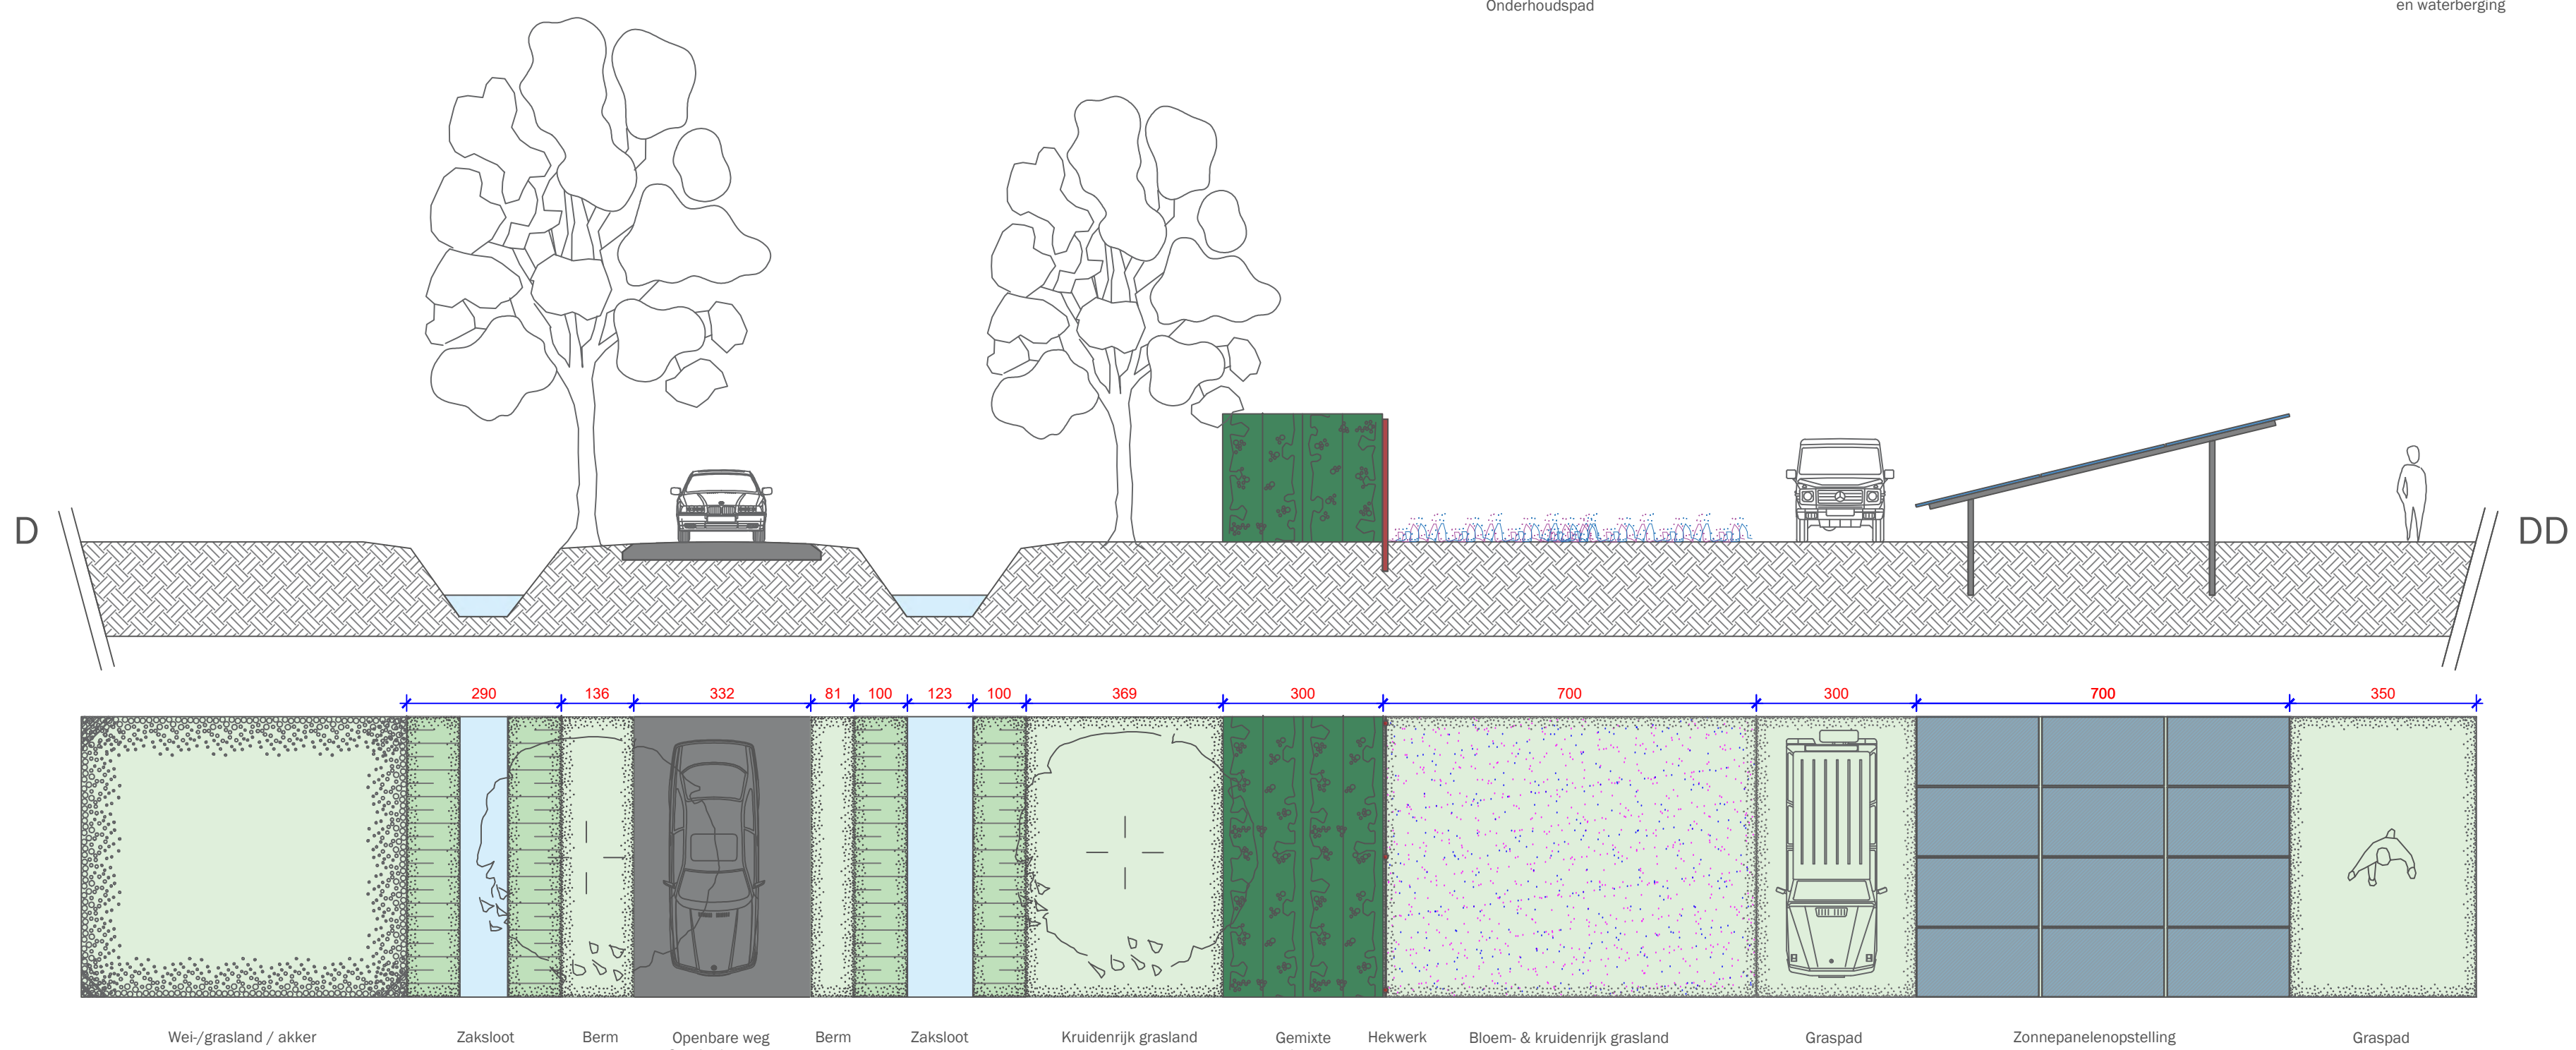 Onderhoudspad
en waterberging
D
DD
290 136 332 81 100 123 100 369 300 700 300 700 350
Wei-/grasland / akker Zaksloot Berm Openbare weg Berm Zaksloot Kruidenrijk grasland Gemixte Hekwerk Bloem- & kruidenrijk grasland Graspad Zonnepanelenopstelling Graspad